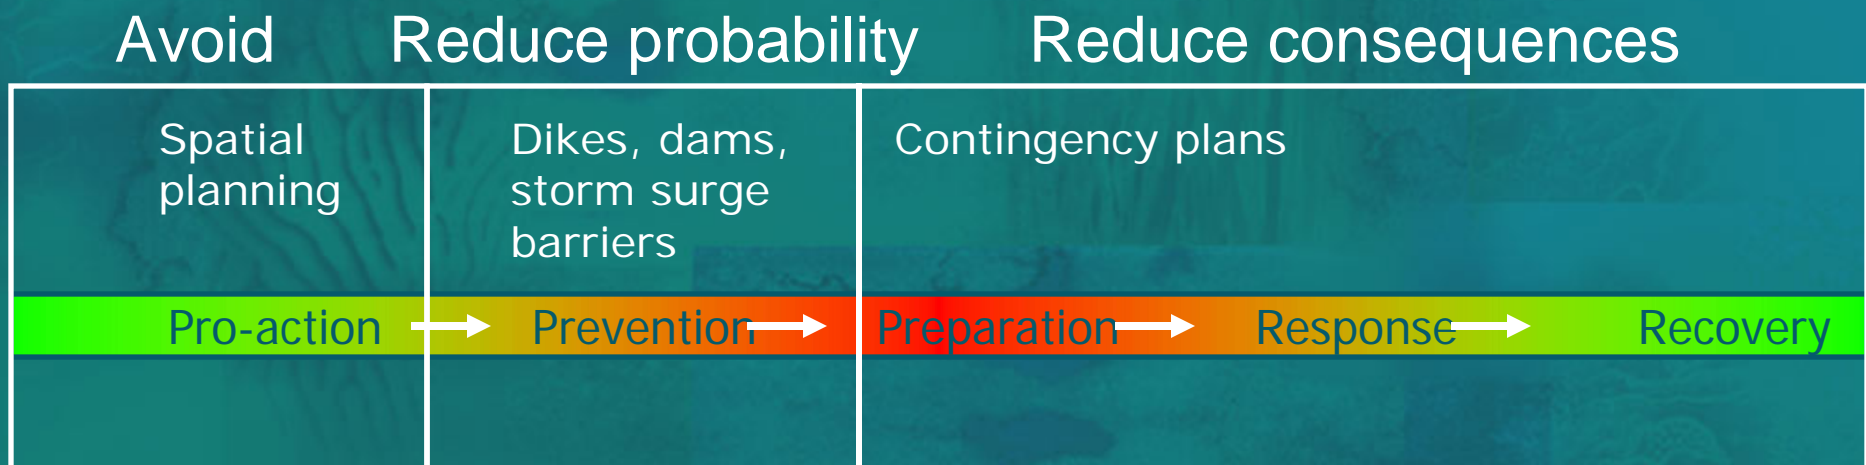 Avoid
Reduce probability
Reduce consequences
Spatial
planning
Dikes, dams,
storm surge
barriers
Contingency plans
Pro-action
Prevention
Preparation
Response
Recovery